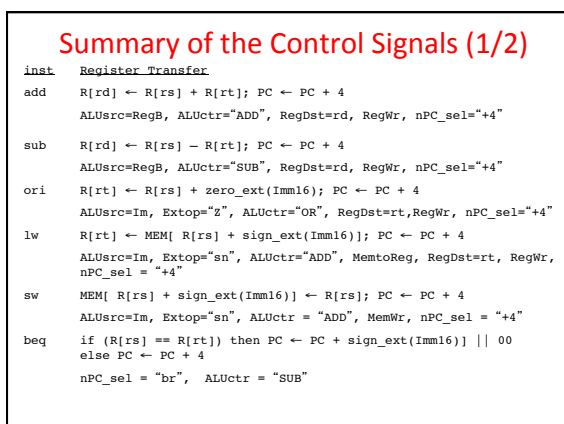 Summary of the Control Signals (1/2)
inst Register Transfer
add R[rd] ← R[rs] + R[rt]; PC ← PC + 4
ALUsrc=RegB, ALUctr=“ADD”, RegDst=rd, RegWr, nPC_sel=“+4”
sub R[rd] ← R[rs] – R[rt]; PC ← PC + 4
ALUsrc=RegB, ALUctr=“SUB”, RegDst=rd, RegWr, nPC_sel=“+4”
ori R[rt] ← R[rs] + zero_ext(Imm16); PC ← PC + 4
ALUsrc=Im, Extop=“Z”, ALUctr=“OR”, RegDst=rt,RegWr, nPC_sel=“+4”
lw R[rt] ← MEM[ R[rs] + sign_ext(Imm16)]; PC ← PC + 4
ALUsrc=Im, Extop=“sn”, ALUctr=“ADD”, MemtoReg, RegDst=rt, RegWr,
nPC_sel = “+4”
sw MEM[ R[rs] + sign_ext(Imm16)] ← R[rs]; PC ← PC + 4
ALUsrc=Im, Extop=“sn”, ALUctr = “ADD”, MemWr, nPC_sel = “+4”
beq if (R[rs] == R[rt]) then PC ← PC + sign_ext(Imm16)] || 00
else PC ← PC + 4
nPC_sel = “br”, ALUctr = “SUB”